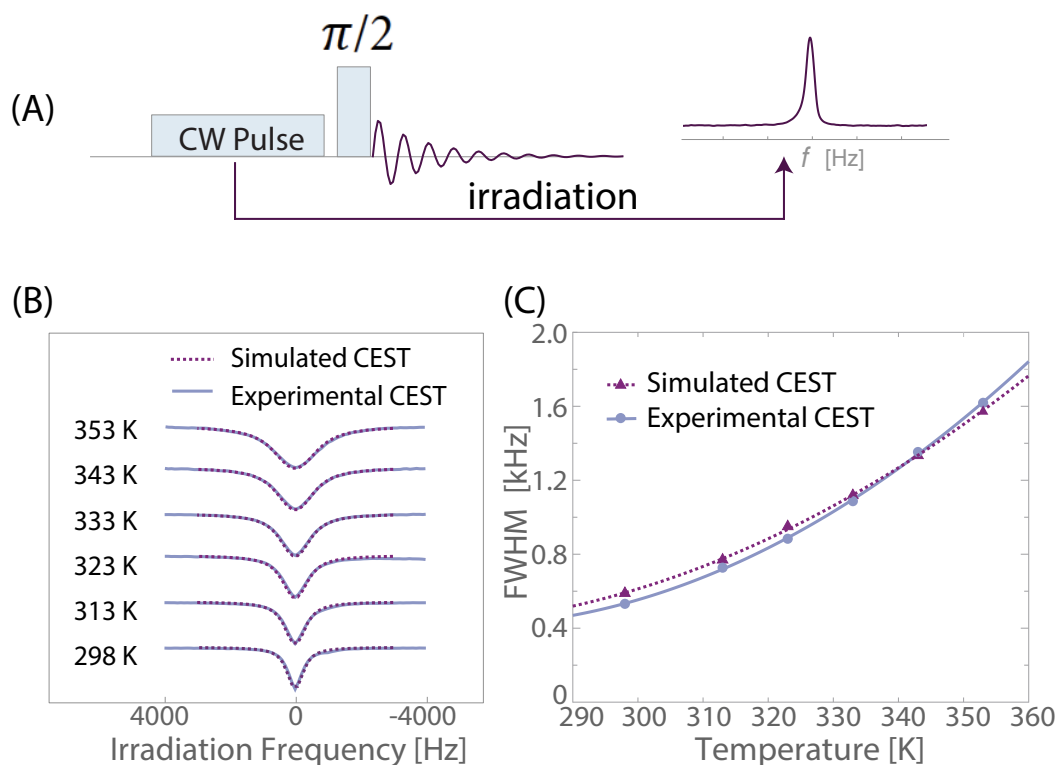 (A)
π/2
CW Pulse
irradiation
f [Hz]
(B)
Simulated CEST
Experimental CEST
353 K
343 K
333 K
323 K
313 K
298 K
4000 0 -4000
Irradiation Frequency [Hz]
(C)
Simulated CEST
Experimental CEST
FWHM [kHz]
2.0
1.6
1.2
0.8
0.4
0
290 300 310 320 330 340 350 360
Temperature [K]